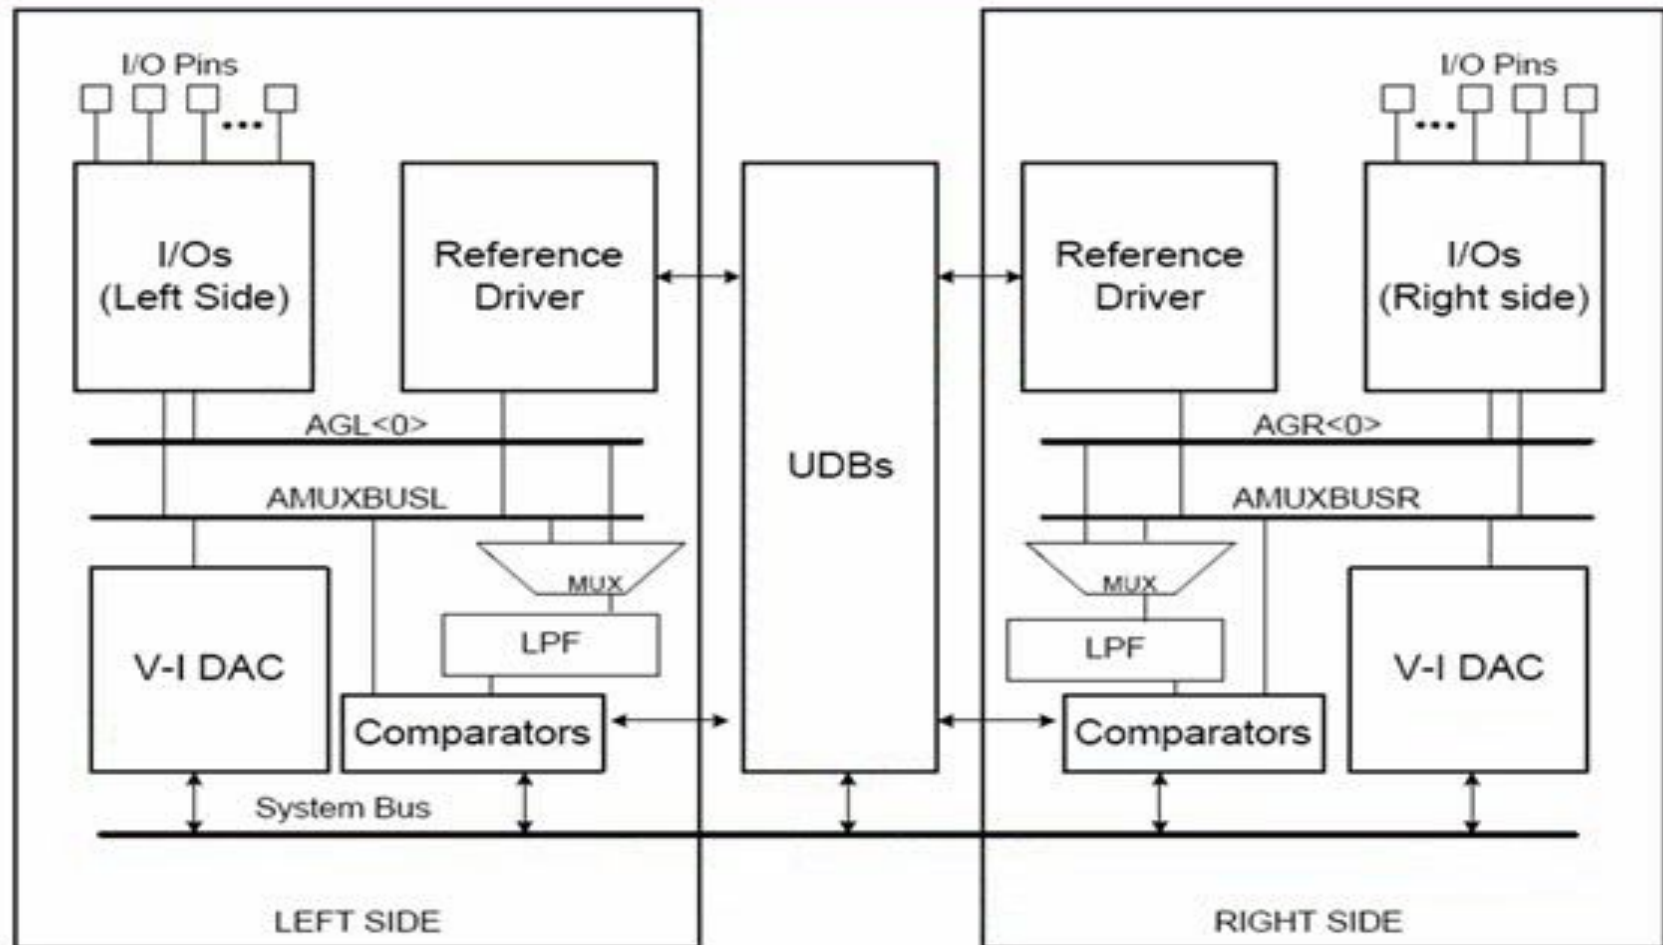 I/O Pins
I/O Pins
I/Os
(Left Side)
Reference
Driver
UDBs
Reference
Driver
I/Os
(Right side)
AGL<0>
AGR<0>
AMUXBUSL
AMUXBUSR
MUX
MUX
LPF
LPF
V-I DAC
V-I DAC
Comparators
Comparators
System Bus
LEFT SIDE
RIGHT SIDE